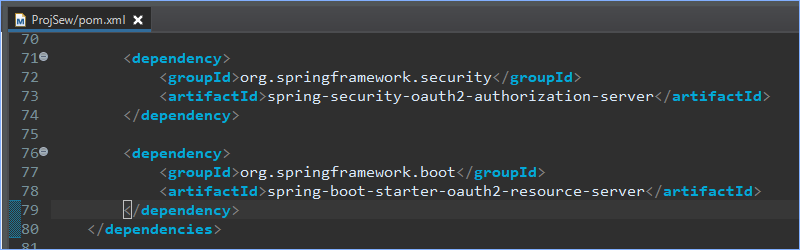 ProjSew/pom.xml
70
71 <dependency>
72 <groupId>org.springframework.security</groupId>
73 <artifactId>spring-security-oauth2-authorization-server</artifactId>
74 </dependency>
75
76 <dependency>
77 <groupId>org.springframework.boot</groupId>
78 <artifactId>spring-boot-starter-oauth2-resource-server</artifactId>
79 </dependency>
80 </dependencies>
81